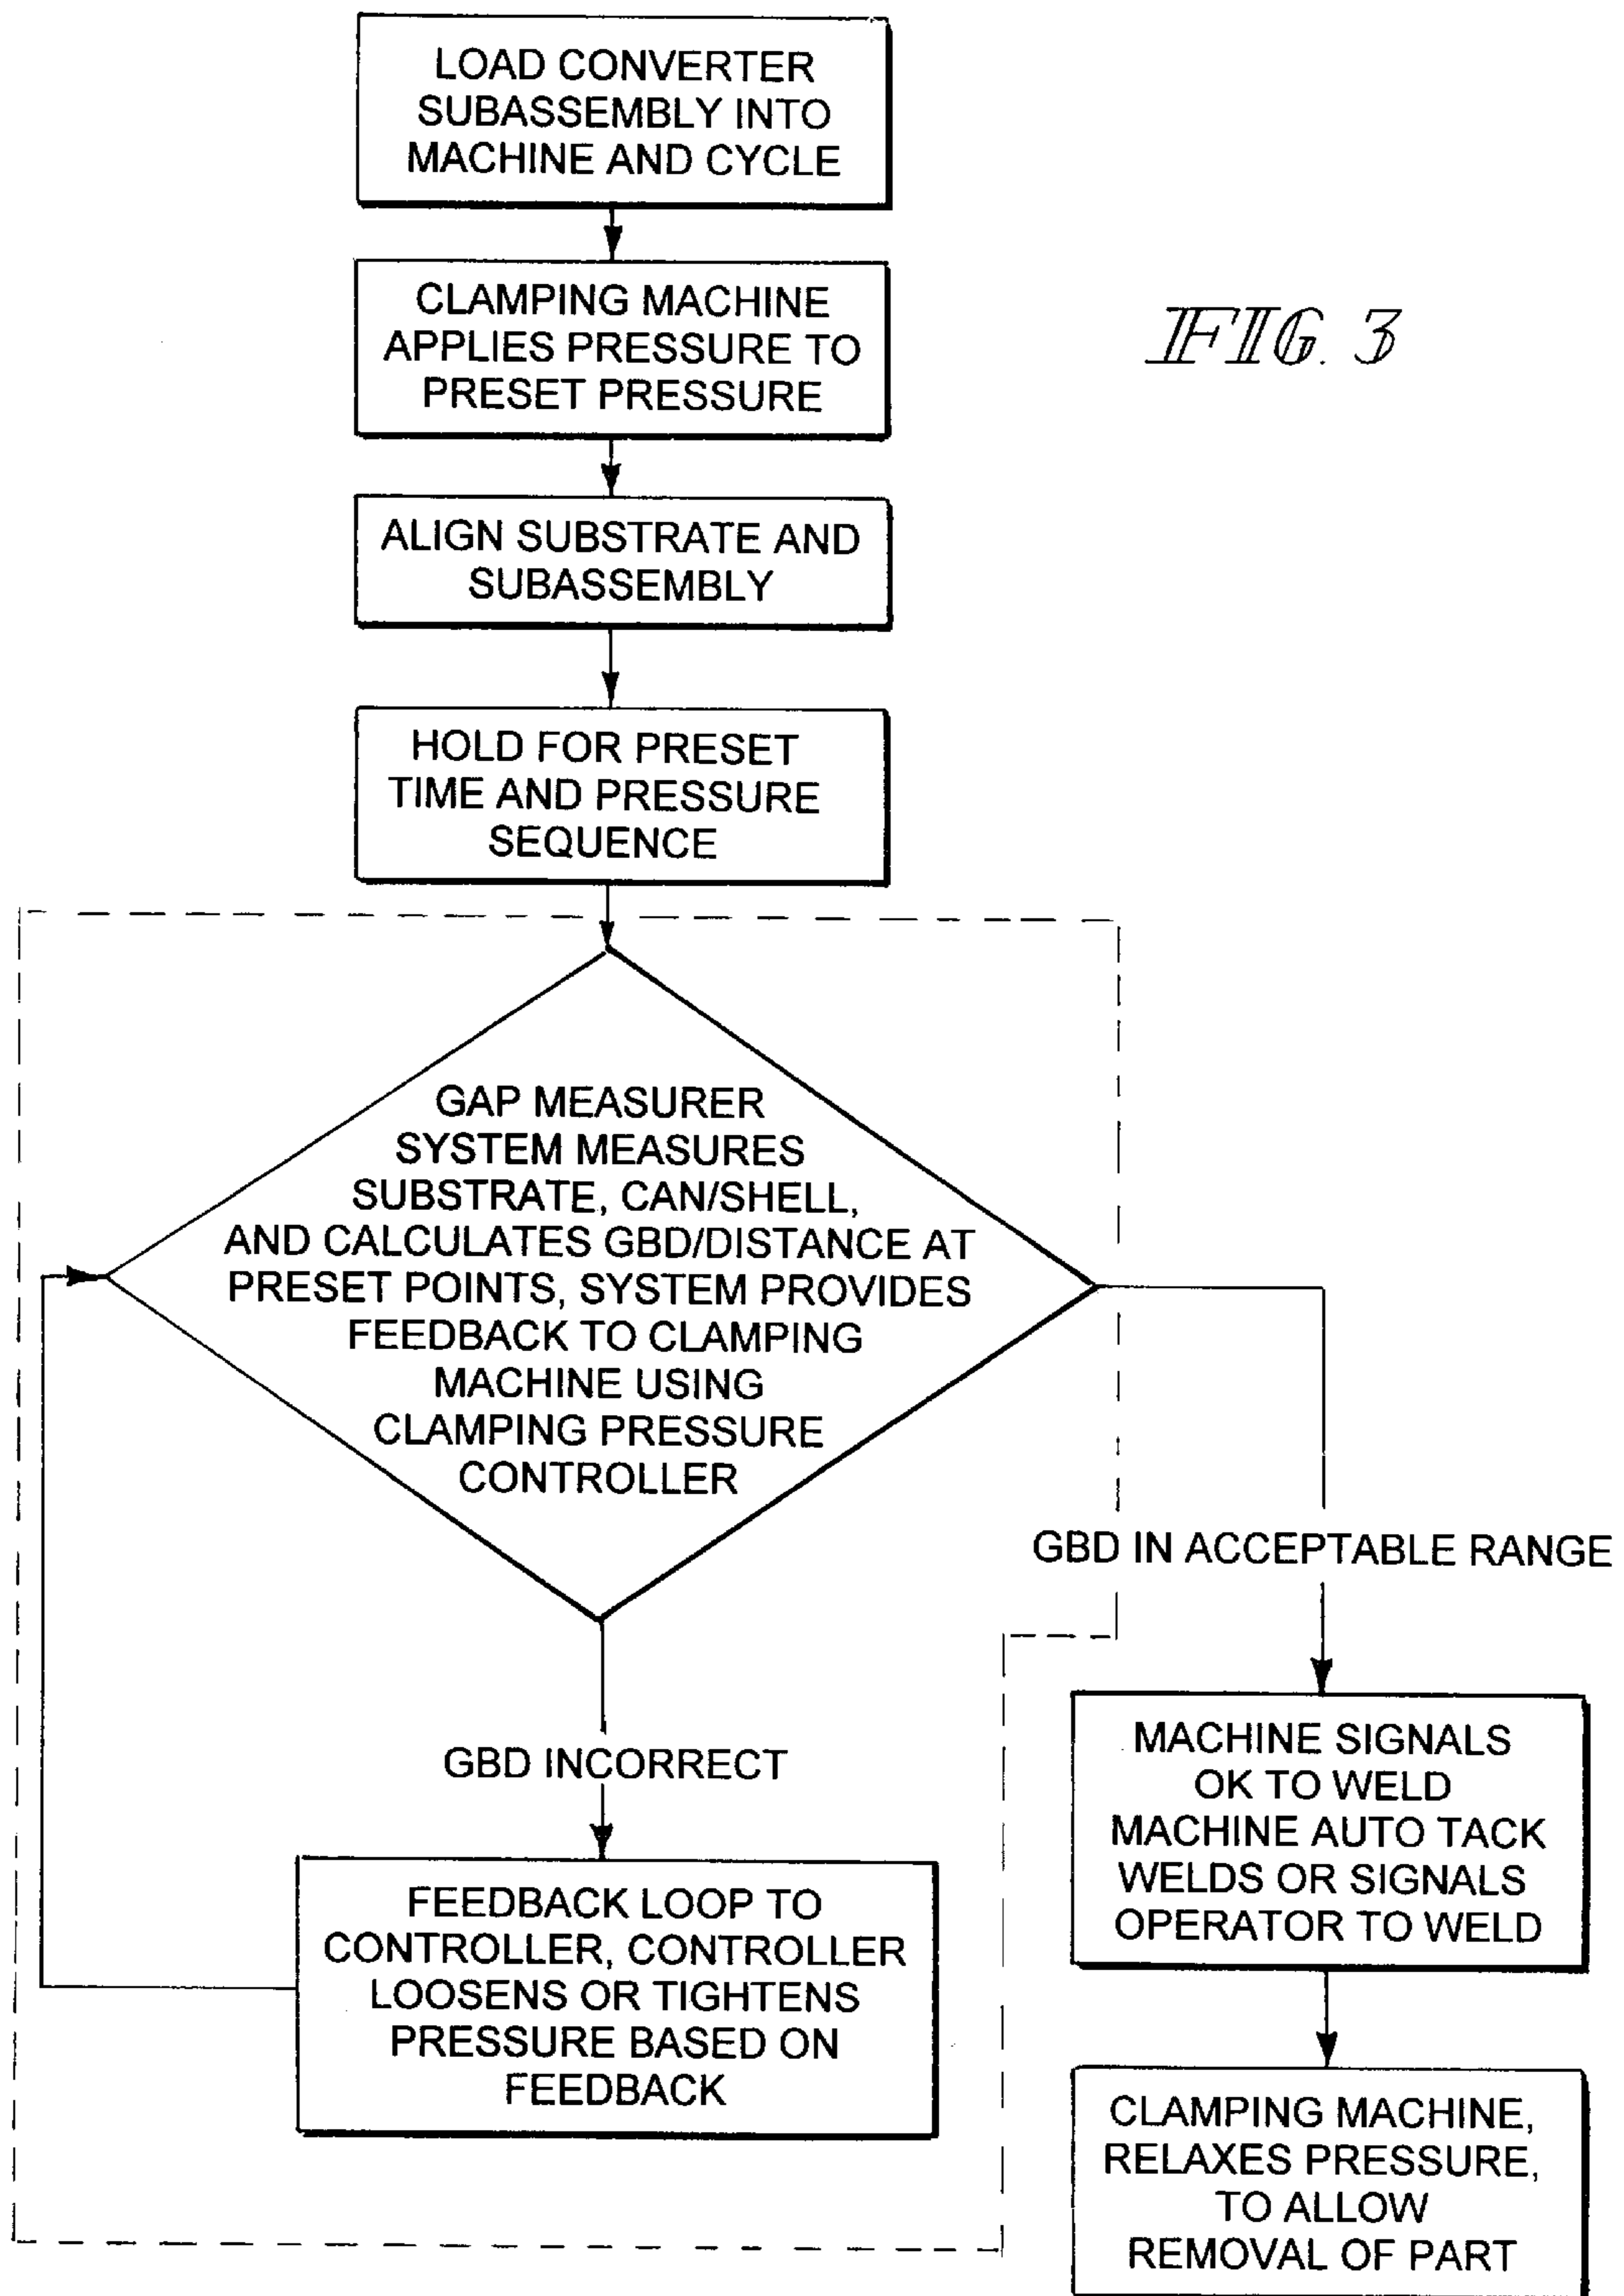 LOAD CONVERTER
SUBASSEMBLY INTO
MACHINE AND CYCLE
CLAMPING MACHINE
APPLIES PRESSURE TO
PRESET PRESSURE
FIG. 3
ALIGN SUBSTRATE AND
SUBASSEMBLY
HOLD FOR PRESET
TIME AND PRESSURE
SEQUENCE
GAP MEASURER
SYSTEM MEASURES
SUBSTRATE, CAN/SHELL,
AND CALCULATES GBD/DISTANCE AT
PRESET POINTS, SYSTEM PROVIDES
FEEDBACK TO CLAMPING
MACHINE USING
CLAMPING PRESSURE
CONTROLLER
GBD IN ACCEPTABLE RANGE
GBD INCORRECT
FEEDBACK LOOP TO
CONTROLLER, CONTROLLER
LOOSENS OR TIGHTENS
PRESSURE BASED ON
FEEDBACK
MACHINE SIGNALS
OK TO WELD
MACHINE AUTO TACK
WELDS OR SIGNALS
OPERATOR TO WELD
CLAMPING MACHINE,
RELAXES PRESSURE,
TO ALLOW
REMOVAL OF PART